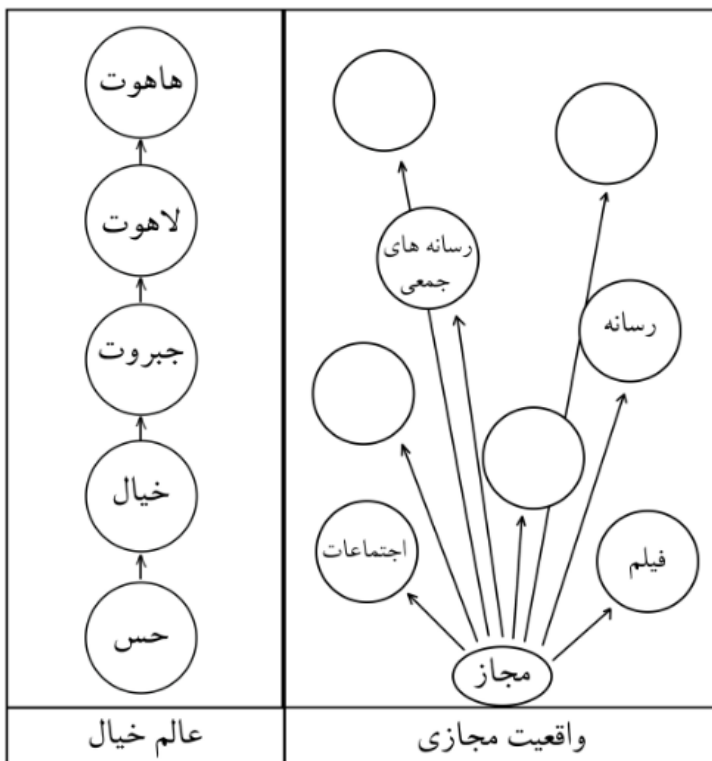 هاهوت
لاهوت
جبروت
خیال
حس
عالم خیال
رسانه های
جمعی
رسانه
اجتماعات
فیلم
مجاز
واقعیت مجازی